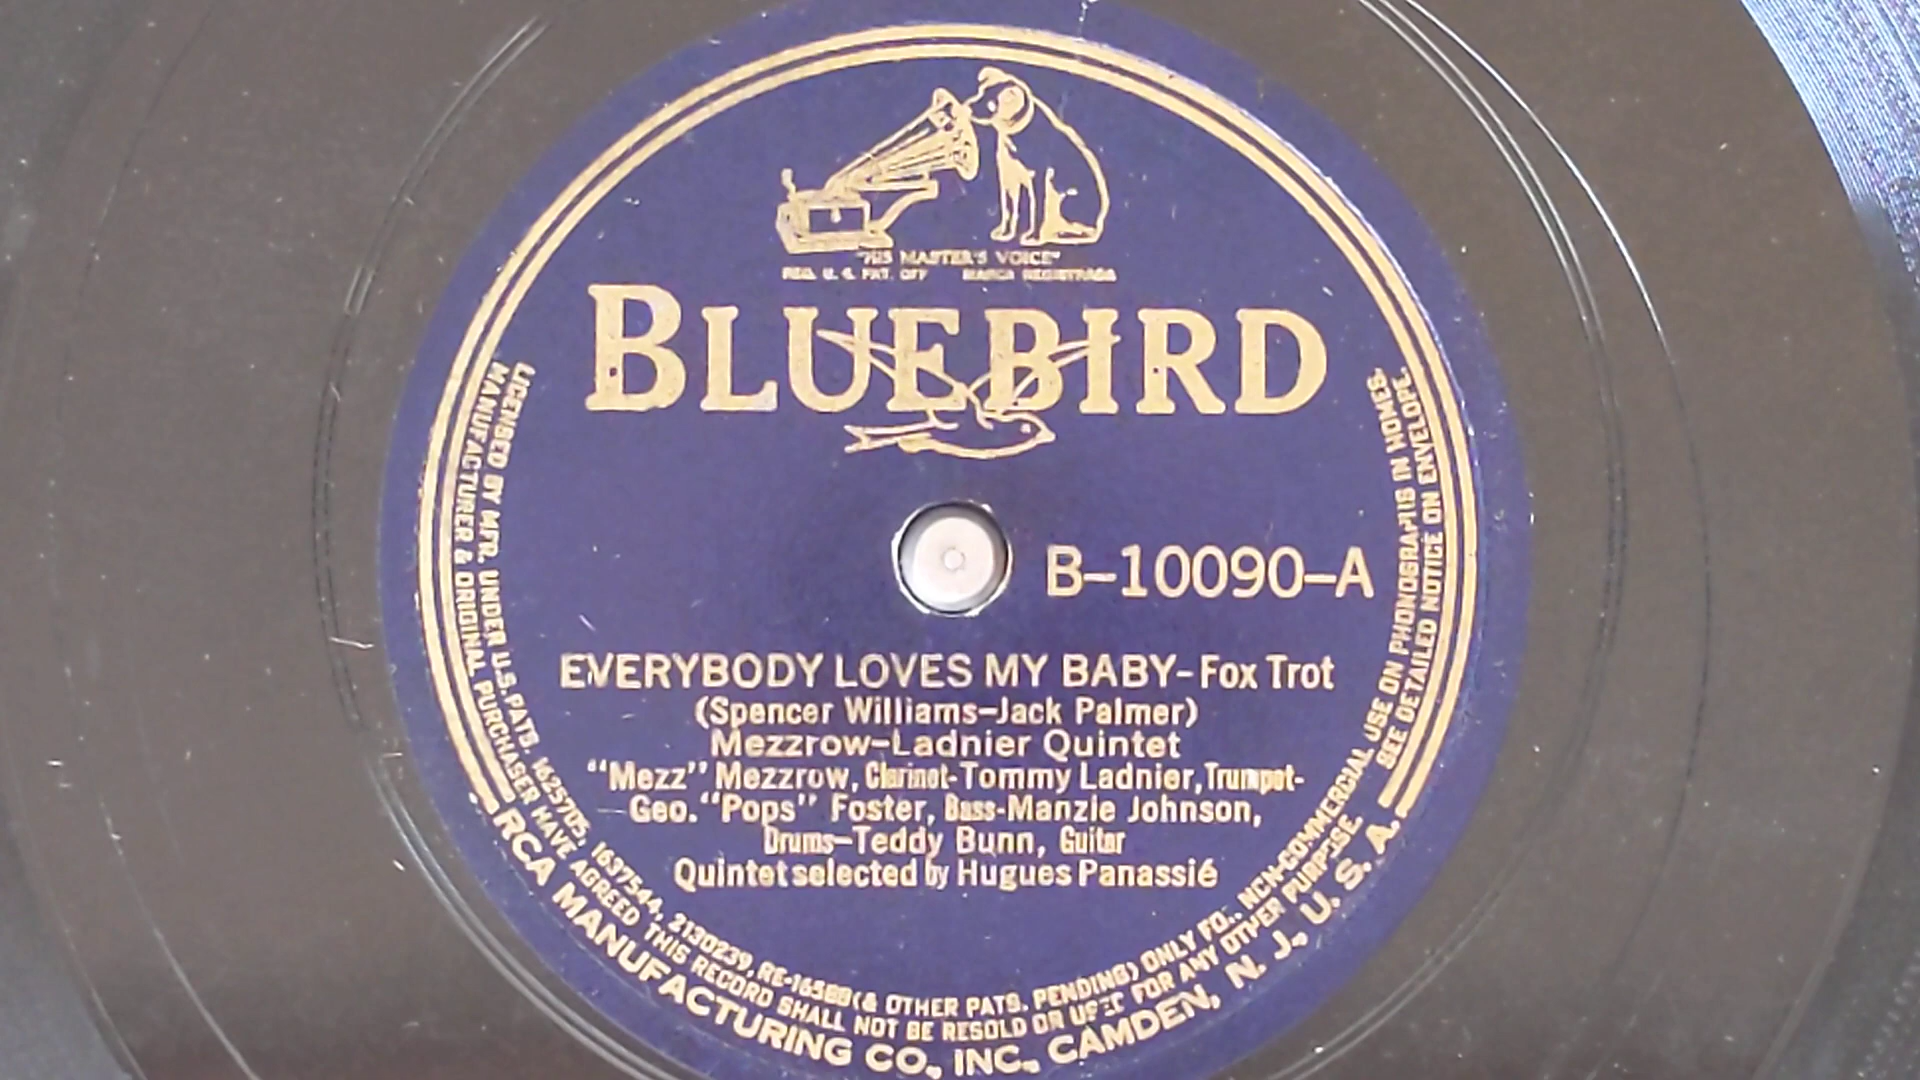 "HIS MASTER'S VOICE"
REG. U. S. PAT. OFF MARCA REGISTRADA
BLUEBIRD
B-10090-A
EVERYBODY LOVES MY BABY-Fox Trot
(Spencer Williams-Jack Palmer)
Mezzrow-Ladnier Quintet
"Mezz" Mezzrow, Clarinet-Tommy Ladnier, Trumpet-
Geo. "Pops" Foster, Bass-Manzie Johnson,
Drums-Teddy Bunn, Guitar
Quintet selected by Hugues Panassié
LICENSED BY MFR. UNDER U.S. PATS. 1625705, 1637544, 2130239, RE-16588 (& OTHER PATS. PENDING) ONLY FOR NON-COMMERCIAL USE ON PHONOGRAPHS IN HOMES.
MANUFACTURER & ORIGINAL PURCHASER HAVE AGREED THIS RECORD SHALL NOT BE RESOLD OR USED FOR ANY OTHER PURPOSE. SEE DETAILED NOTICE ON ENVELOPE.
RCA MANUFACTURING CO., INC., CAMDEN, N. J., U. S. A.